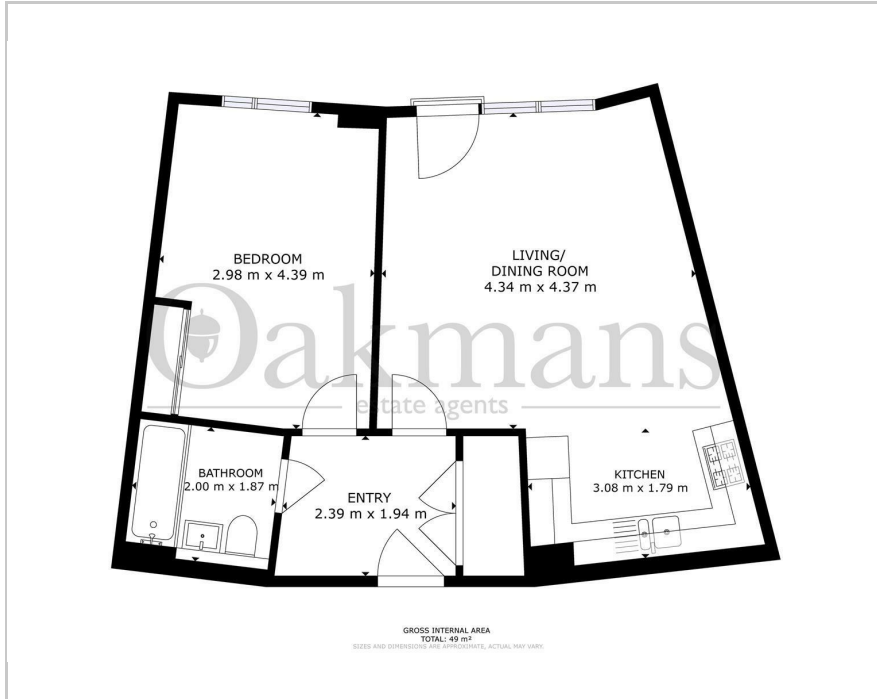 BEDROOM
2.98 m x 4.39 m
LIVING/
DINING ROOM
4.34 m x 4.37 m
Oakmans
estate agents
BATHROOM
2.00 m x 1.87 m
ENTRY
2.39 m x 1.94 m
KITCHEN
3.08 m x 1.79 m
GROSS INTERNAL AREA
TOTAL: 49 m²
SIZES AND DIMENSIONS ARE APPROXIMATE, ACTUAL MAY VARY.